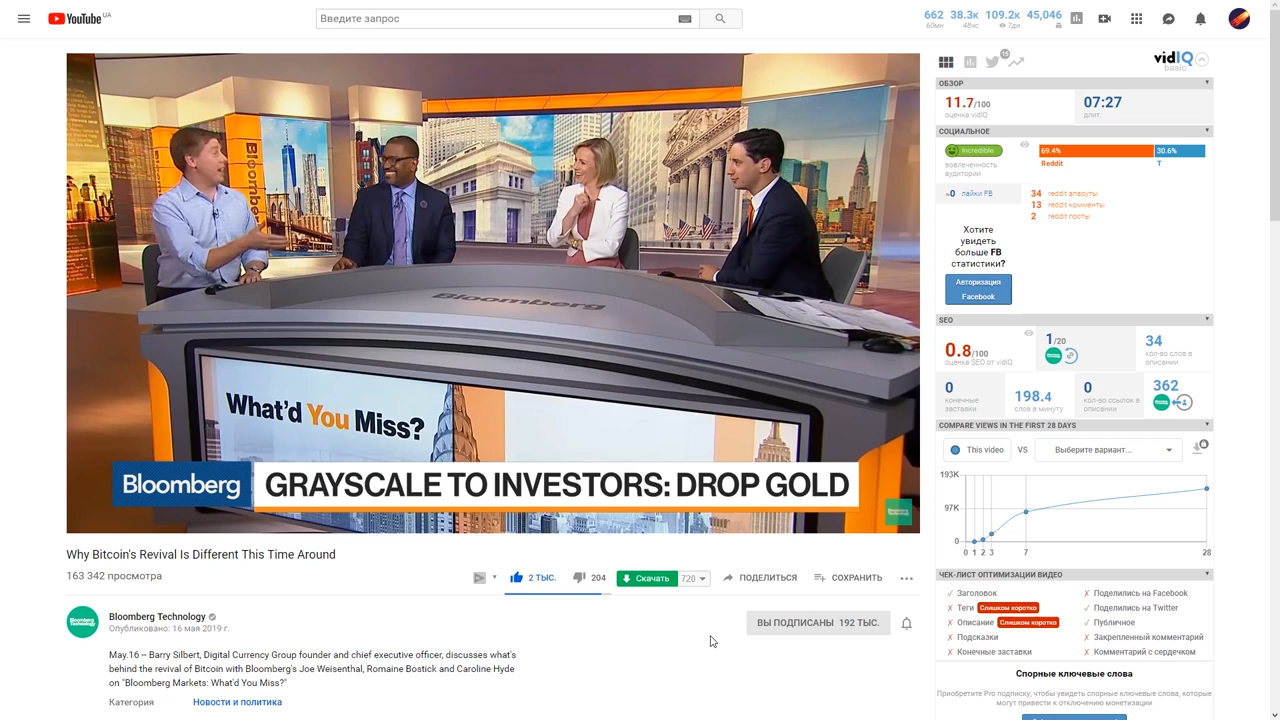 YouTube UA
Введите запрос
662 38.3к 109.2к 45,046
60мн 48чс 7дн
15
vidIQ
basic
ОБЗОР
11.7/100
оценка vidIQ
07:27
длит.
СОЦИАЛЬНОЕ
Incredible
вовлеченность
аудитории
69.4% 30.6%
Reddit T
≈0 лайки FB
34 reddit апвоуты
13 reddit комменты
2 reddit посты
Хотите
увидеть
больше FB
статистики?
Авторизация
Facebook
SEO
0.8/100
оценка SEO от vidIQ
1/20
34
кол-во слов в
описании
0
конечные
заставки
198.4
слов в минуту
0
кол-во ссылок в
описании
362
COMPARE VIEWS IN THE FIRST 28 DAYS
This video VS Выберите вариант...
193K
97K
0
0 1 2 3 7 28
ЧЕК-ЛИСТ ОПТИМИЗАЦИИ ВИДЕО
✓ Заголовок
✗ Теги Слишком коротко
✗ Описание Слишком коротко
✗ Подсказки
✗ Конечные заставки
✗ Поделились на Facebook
✓ Поделились на Twitter
✓ Публичное
✗ Закрепленный комментарий
✗ Комментарий с сердечком
Спорные ключевые слова
Приобретите Pro подписку, чтобы увидеть спорные ключевые слова, которые
могут привести к отключению монетизации
What'd You Miss?
Bloomberg GRAYSCALE TO INVESTORS: DROP GOLD
Bloomberg Technology
Why Bitcoin's Revival Is Different This Time Around
163 342 просмотра
2 ТЫС. 204 Скачать 720 ПОДЕЛИТЬСЯ СОХРАНИТЬ
Bloomberg Technology
Bloomberg Technology
Опубликовано: 16 мая 2019 г.
ВЫ ПОДПИСАНЫ 192 ТЫС.
May.16 -- Barry Silbert, Digital Currency Group founder and chief executive officer, discusses what's
behind the revival of Bitcoin with Bloomberg's Joe Weisenthal, Romaine Bostick and Caroline Hyde
on "Bloomberg Markets: What'd You Miss?"
Категория Новости и политика